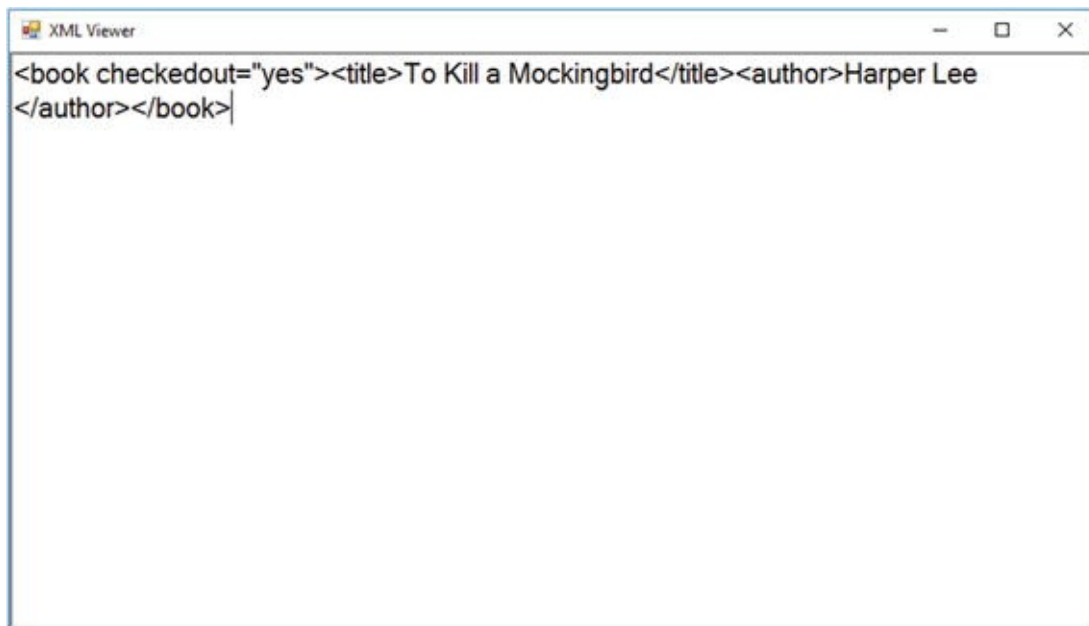 XML Viewer
<book checkedout="yes"><title>To Kill a Mockingbird</title><author>Harper Lee
</author></book>